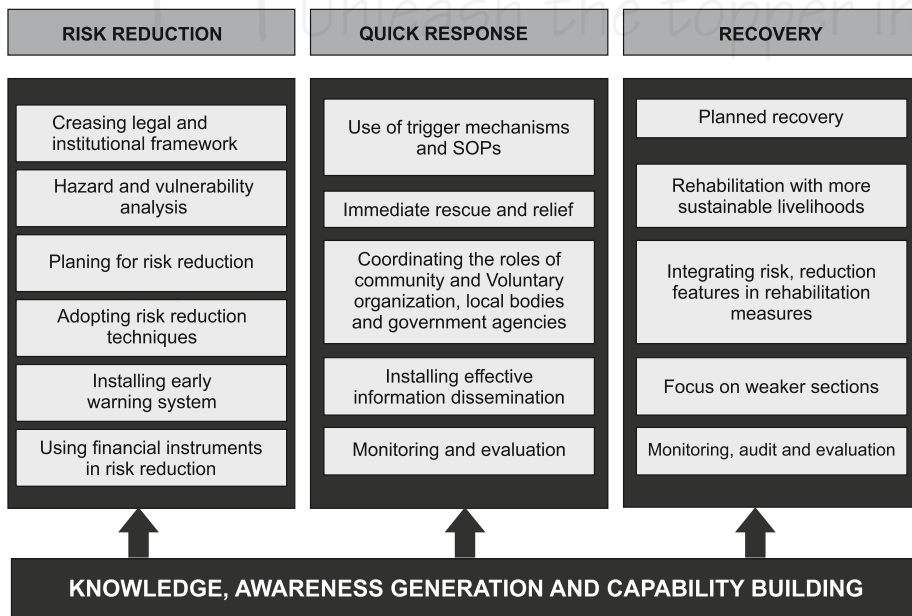 Unleash the topper in
RISK REDUCTION
QUICK RESPONSE
RECOVERY
Creasing legal and
institutional framework
Hazard and vulnerability
analysis
Planing for risk reduction
Adopting risk reduction
techniques
Installing early
warning system
Using financial instruments
in risk reduction
Use of trigger mechanisms
and SOPs
Immediate rescue and relief
Coordinating the roles of
community and Voluntary
organization, local bodies
and government agencies
Installing effective
information dissemination
Monitoring and evaluation
Planned recovery
Rehabilitation with more
sustainable livelihoods
Integrating risk, reduction
features in rehabilitation
measures
Focus on weaker sections
Monitoring, audit and evaluation
KNOWLEDGE, AWARENESS GENERATION AND CAPABILITY BUILDING